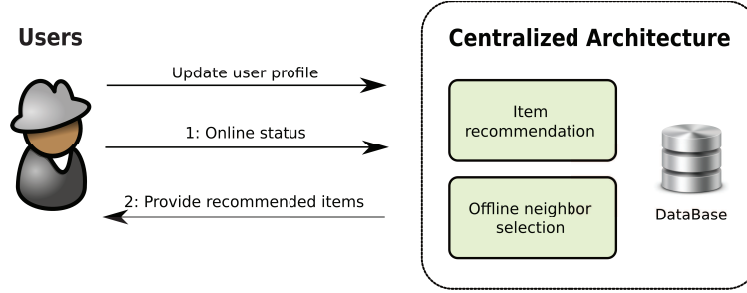 Users
Centralized Architecture
Update user profile
1: Online status
2: Provide recommended items
Item
recommendation
Offline neighbor
selection
DataBase